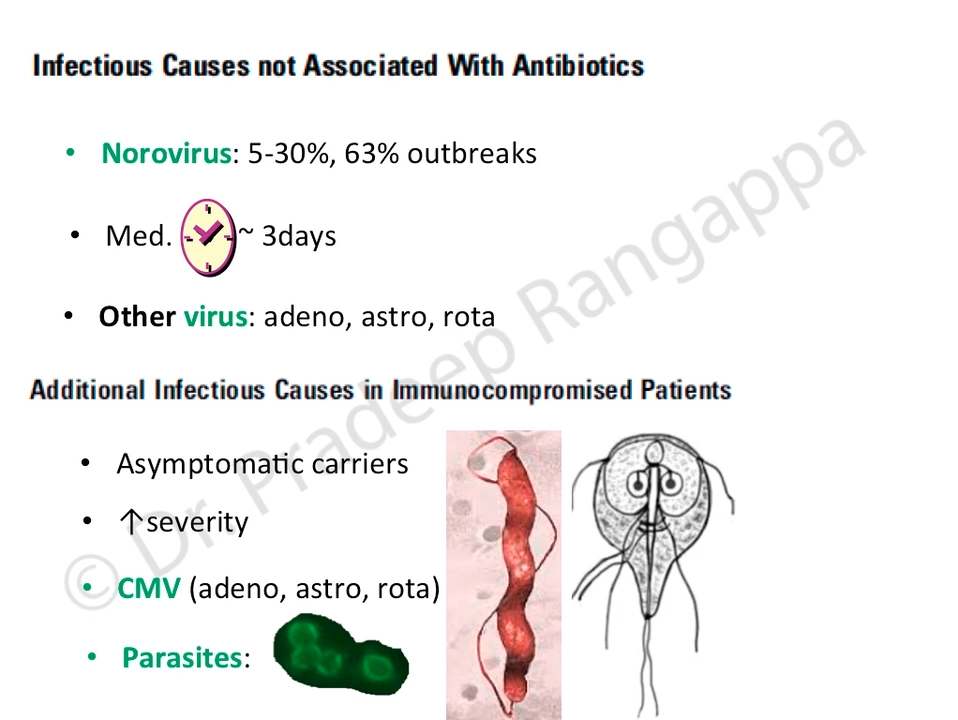 Infectious Causes not Associated With Antibiotics
• Norovirus: 5-30%, 63% outbreaks
• Med. ~ 3days
• Other virus: adeno, astro, rota
Additional Infectious Causes in Immunocompromised Patients
• Asymptomatic carriers
• ↑severity
• CMV (adeno, astro, rota)
• Parasites:
© Dr. Pradeep Rangappa